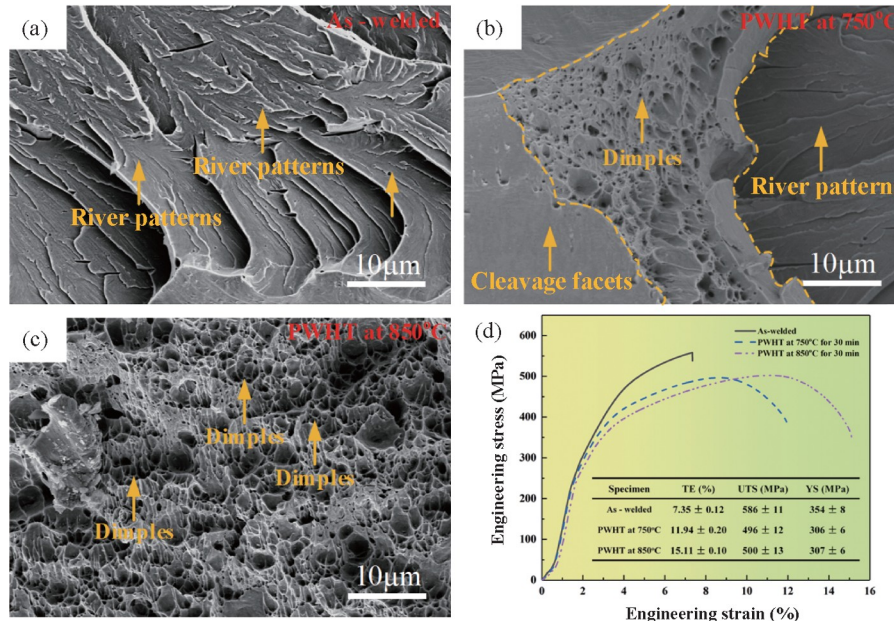 (a)
As - welded
River patterns
River patterns
10μm
(b)
PWHT at 750°C
Dimples
River pattern
Cleavage facets
10μm
(c)
PWHT at 850°C
Dimples
Dimples
Dimples
10μm
(d)
As-welded
PWHT at 750°C for 30 min
PWHT at 850°C for 30 min
Engineering stress (MPa)
600
500
400
300
200
100
0
Specimen TE (%) UTS (MPa) YS (MPa)
As - welded 7.35 ± 0.12 586 ± 11 354 ± 8
PWHT at 750°C 11.94 ± 0.20 496 ± 12 306 ± 6
PWHT at 850°C 15.11 ± 0.10 500 ± 13 307 ± 6
0 2 4 6 8 10 12 14 16
Engineering strain (%)